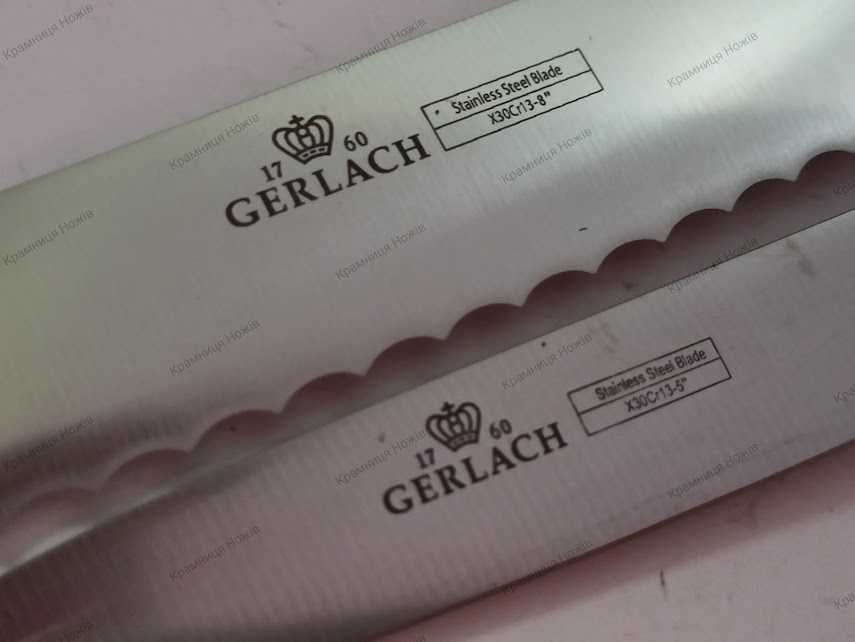 17 60
GERLACH
Stainless Steel Blade
X30Cr13-8"
17 60
GERLACH
Stainless Steel Blade
X30Cr13-5"
Крамниця Ножів